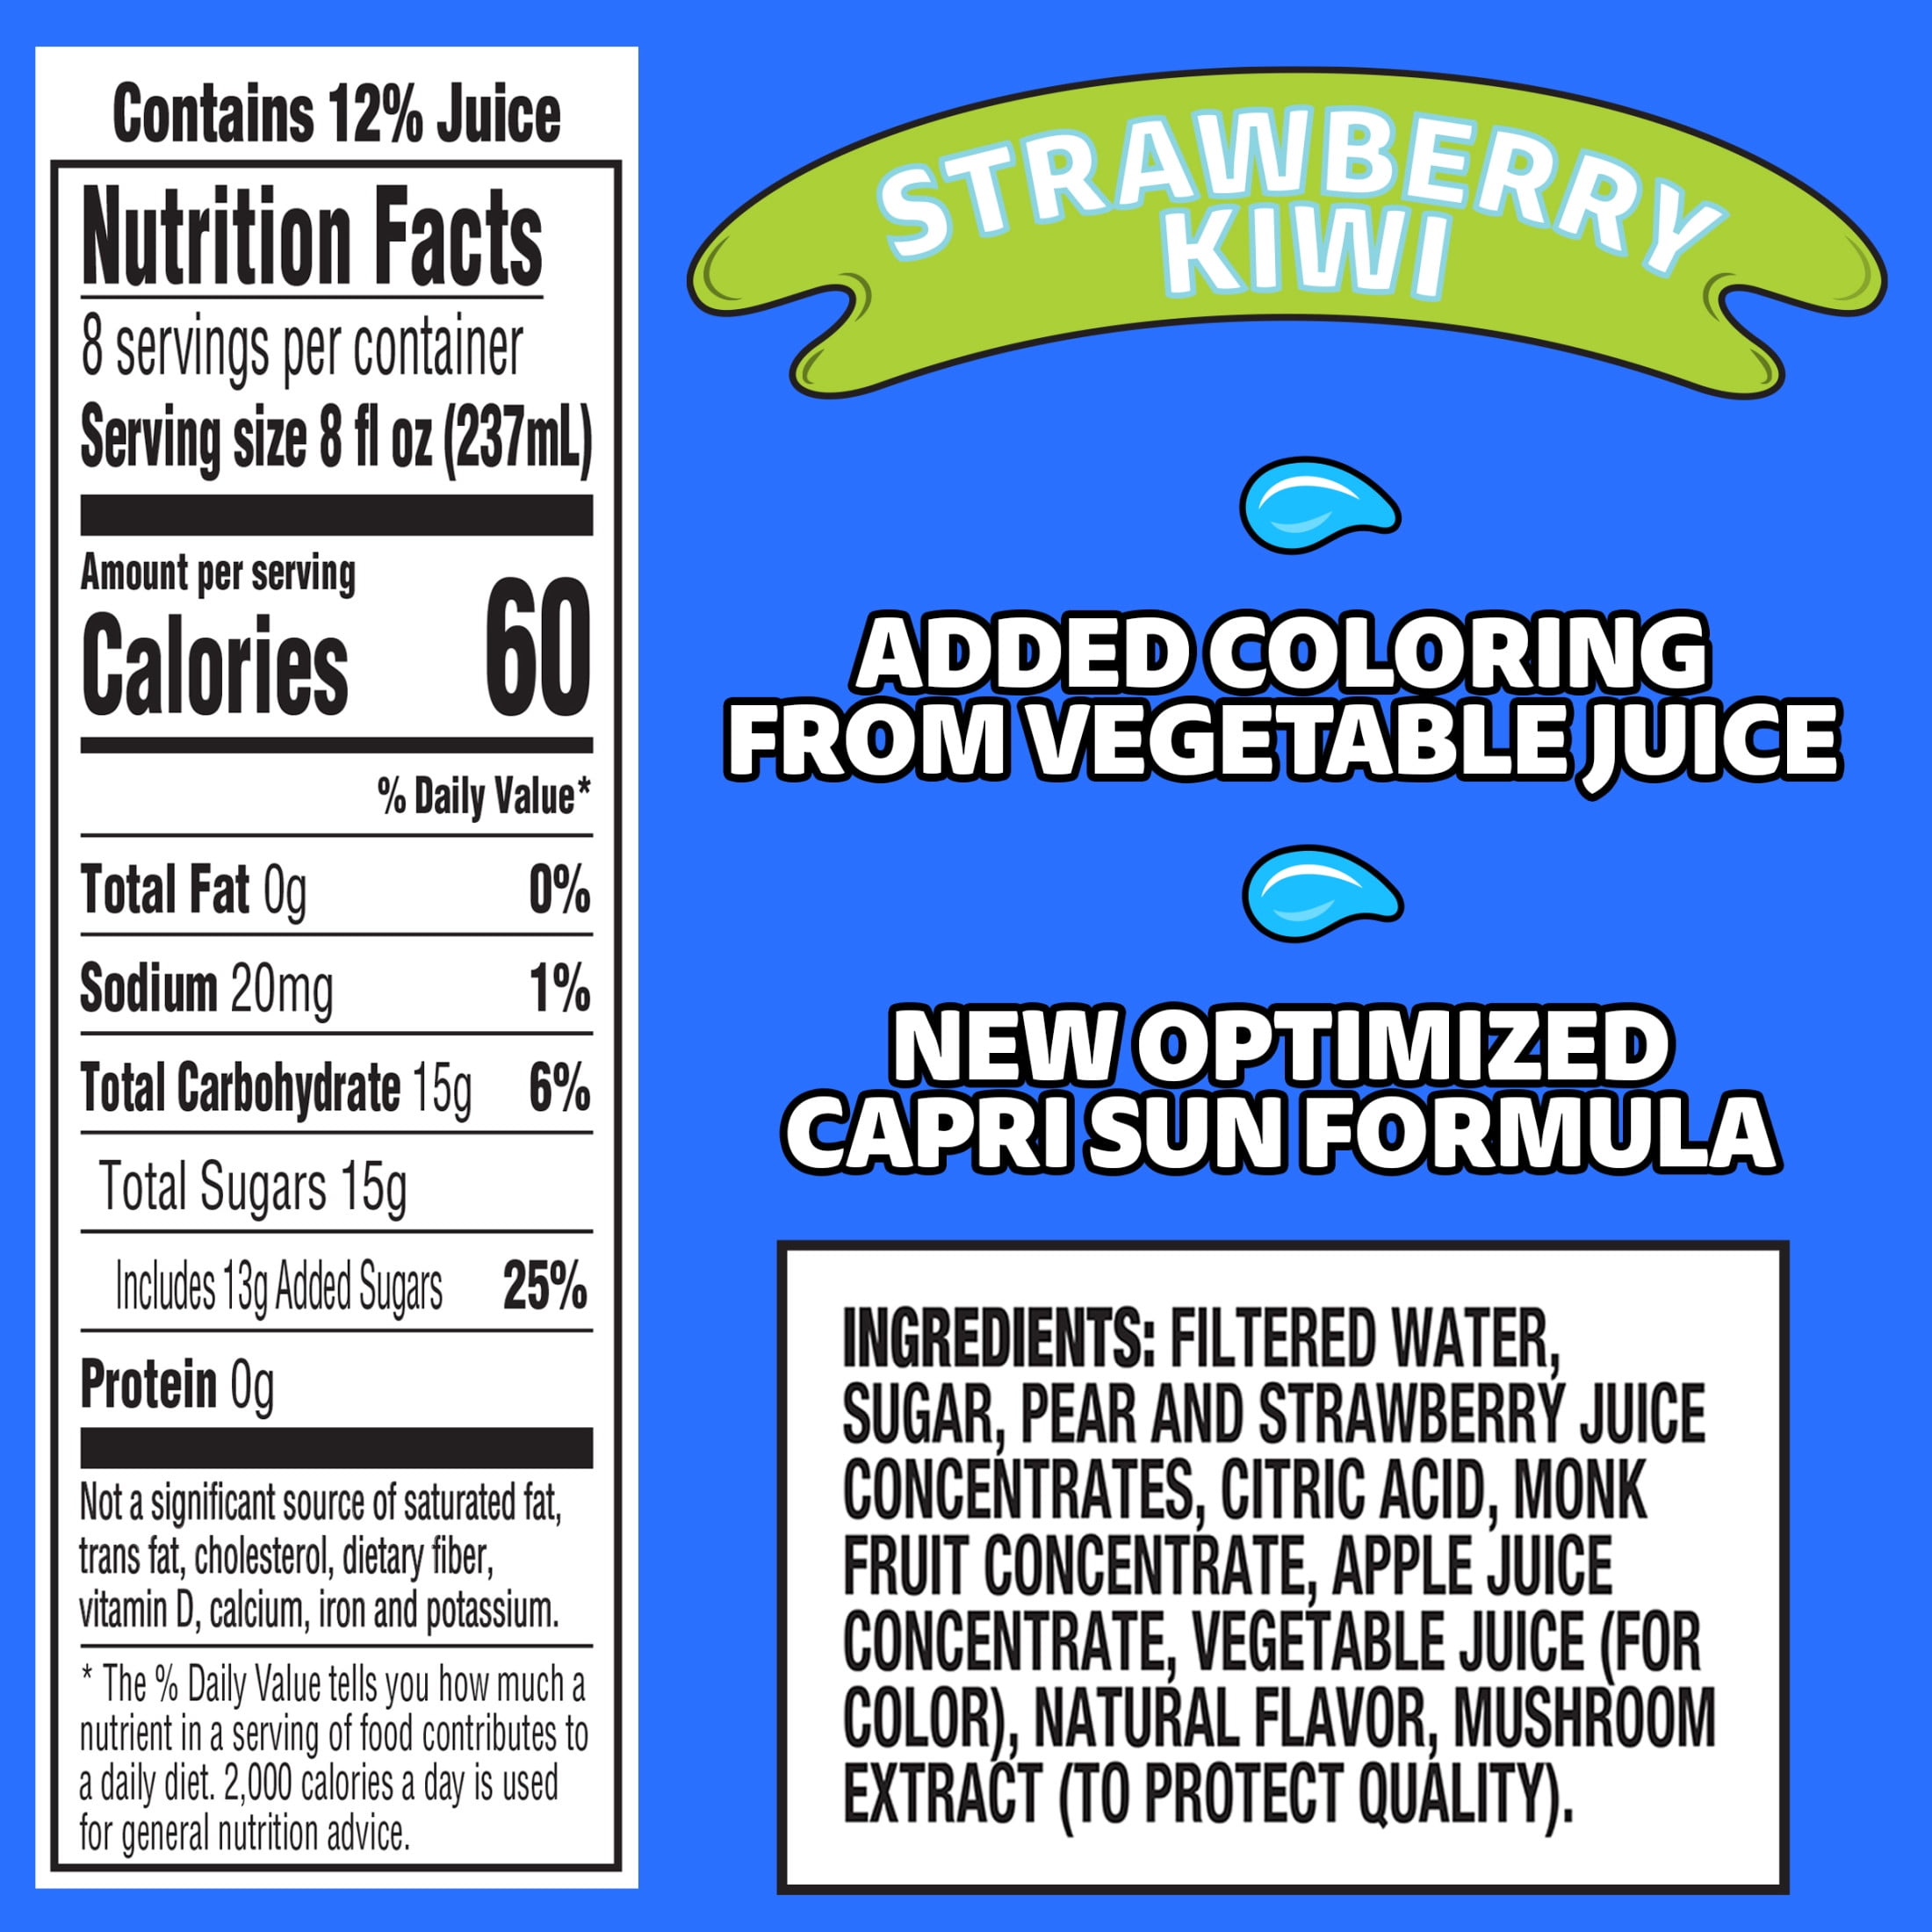 Contains 12% Juice
Nutrition Facts
8 servings per container
Serving size 8 fl oz (237mL)
Amount per serving
Calories 60
% Daily Value*
Total Fat 0g 0%
Sodium 20mg 1%
Total Carbohydrate 15g 6%
Total Sugars 15g
Includes 13g Added Sugars 25%
Protein 0g
Not a significant source of saturated fat,
trans fat, cholesterol, dietary fiber,
vitamin D, calcium, iron and potassium.
* The % Daily Value tells you how much a
nutrient in a serving of food contributes to
a daily diet. 2,000 calories a day is used
for general nutrition advice.
STRAWBERRY
KIWI
ADDED COLORING
FROM VEGETABLE JUICE
NEW OPTIMIZED
CAPRI SUN FORMULA
INGREDIENTS: FILTERED WATER,
SUGAR, PEAR AND STRAWBERRY JUICE
CONCENTRATES, CITRIC ACID, MONK
FRUIT CONCENTRATE, APPLE JUICE
CONCENTRATE, VEGETABLE JUICE (FOR
COLOR), NATURAL FLAVOR, MUSHROOM
EXTRACT (TO PROTECT QUALITY).